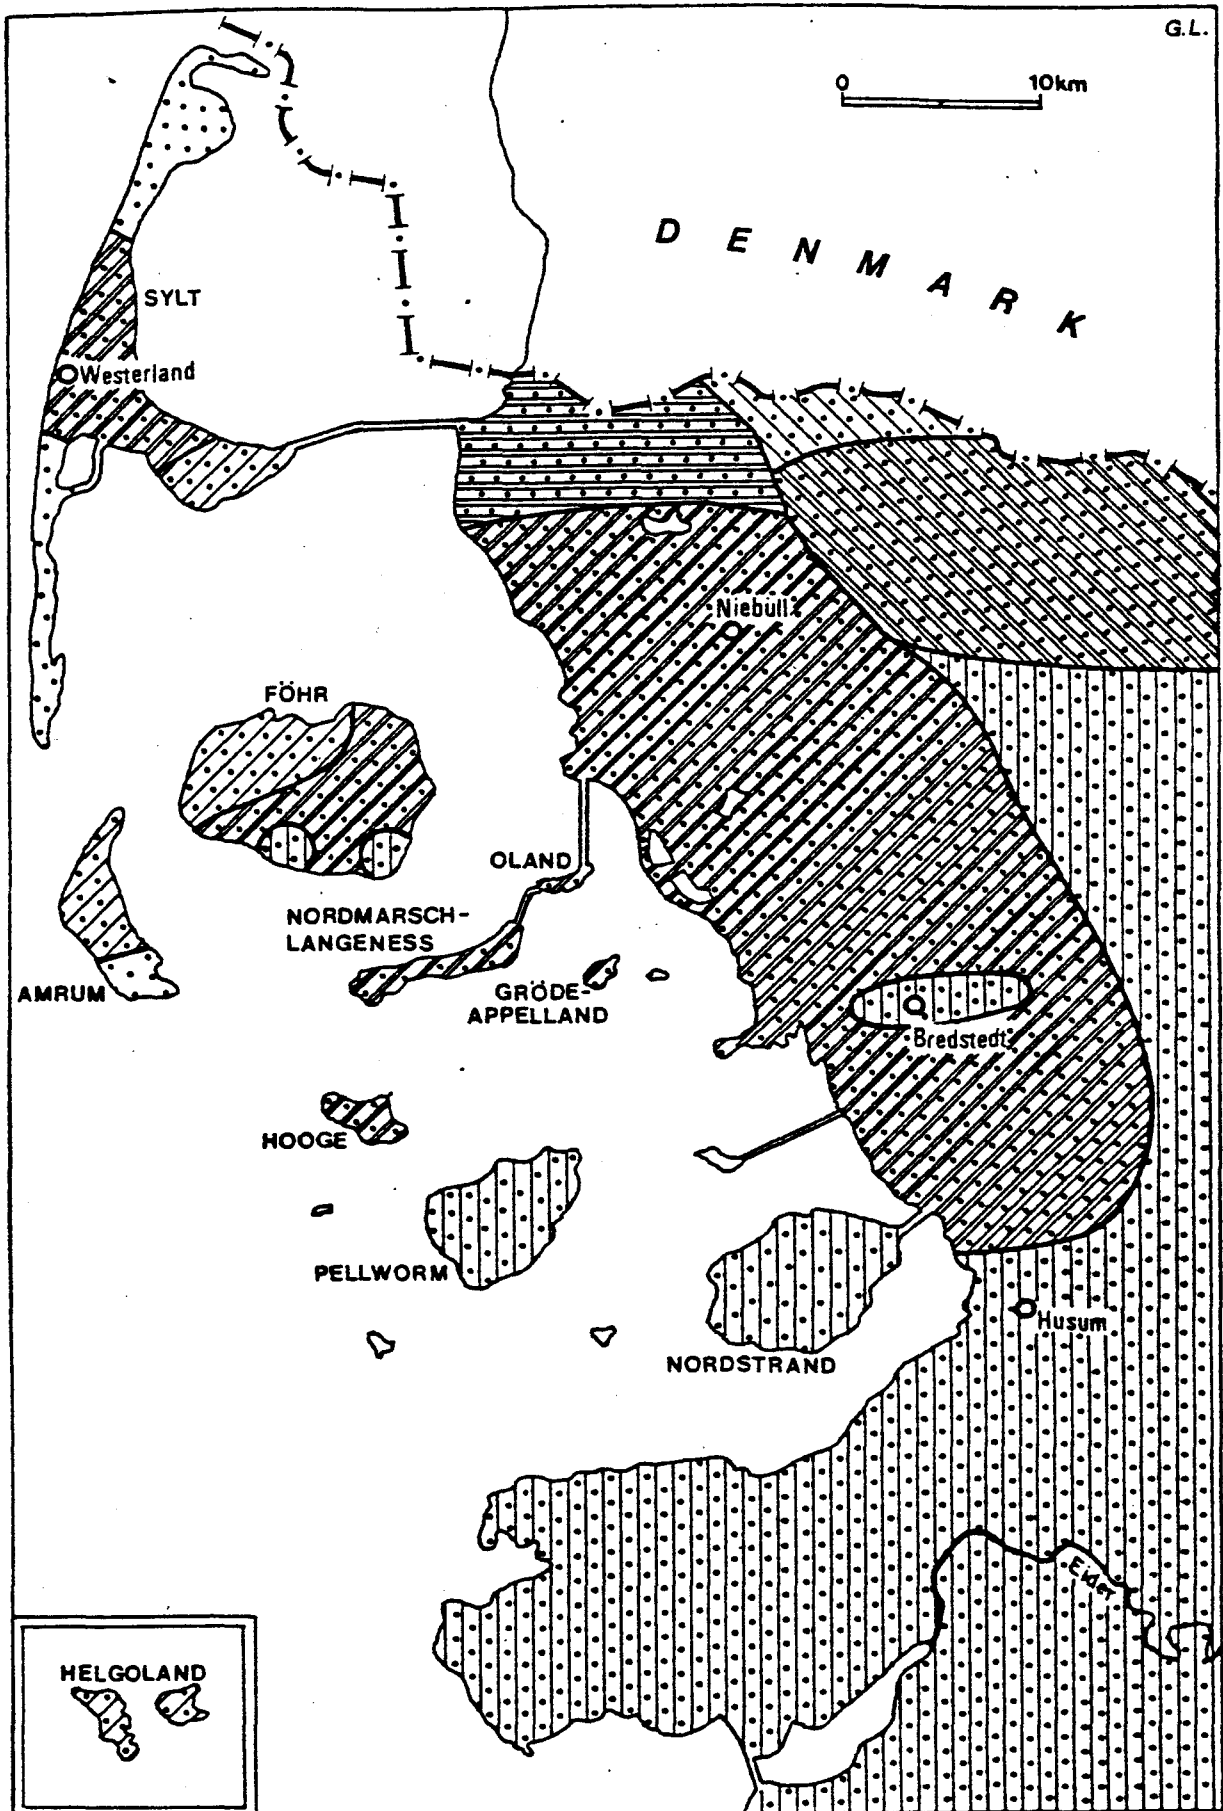 G.L.
0 10km
DENMARK
SYLT
Westerland
Niebüll
FÖHR
OLAND
NORDMARSCH-
LANGENESS
AMRUM
GRÖDE-
APPELLAND
Bredstedt
HOOGE
PELLWORM
Husum
NORDSTRAND
Eider
HELGOLAND